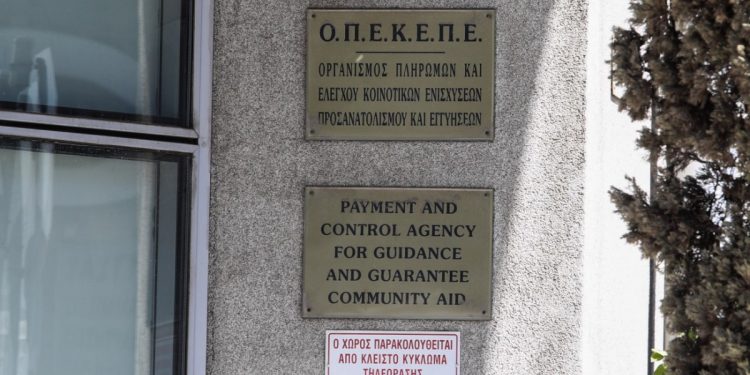 Ο.Π.Ε.Κ.Ε.Π.Ε.
ΟΡΓΑΝΙΣΜΟΣ ΠΛΗΡΩΜΩΝ ΚΑΙ
ΕΛΕΓΧΟΥ ΚΟΙΝΟΤΙΚΩΝ ΕΝΙΣΧΥΣΕΩΝ
ΠΡΟΣΑΝΑΤΟΛΙΣΜΟΥ ΚΑΙ ΕΓΓΥΗΣΕΩΝ
PAYMENT AND
CONTROL AGENCY
FOR GUIDANCE
AND GUARANTEE
COMMUNITY AID
Ο ΧΩΡΟΣ ΠΑΡΑΚΟΛΟΥΘΕΙΤΑΙ
ΑΠΟ ΚΛΕΙΣΤΟ ΚΥΚΛΩΜΑ
ΤΗΛΕΟΡΑΣΗΣ